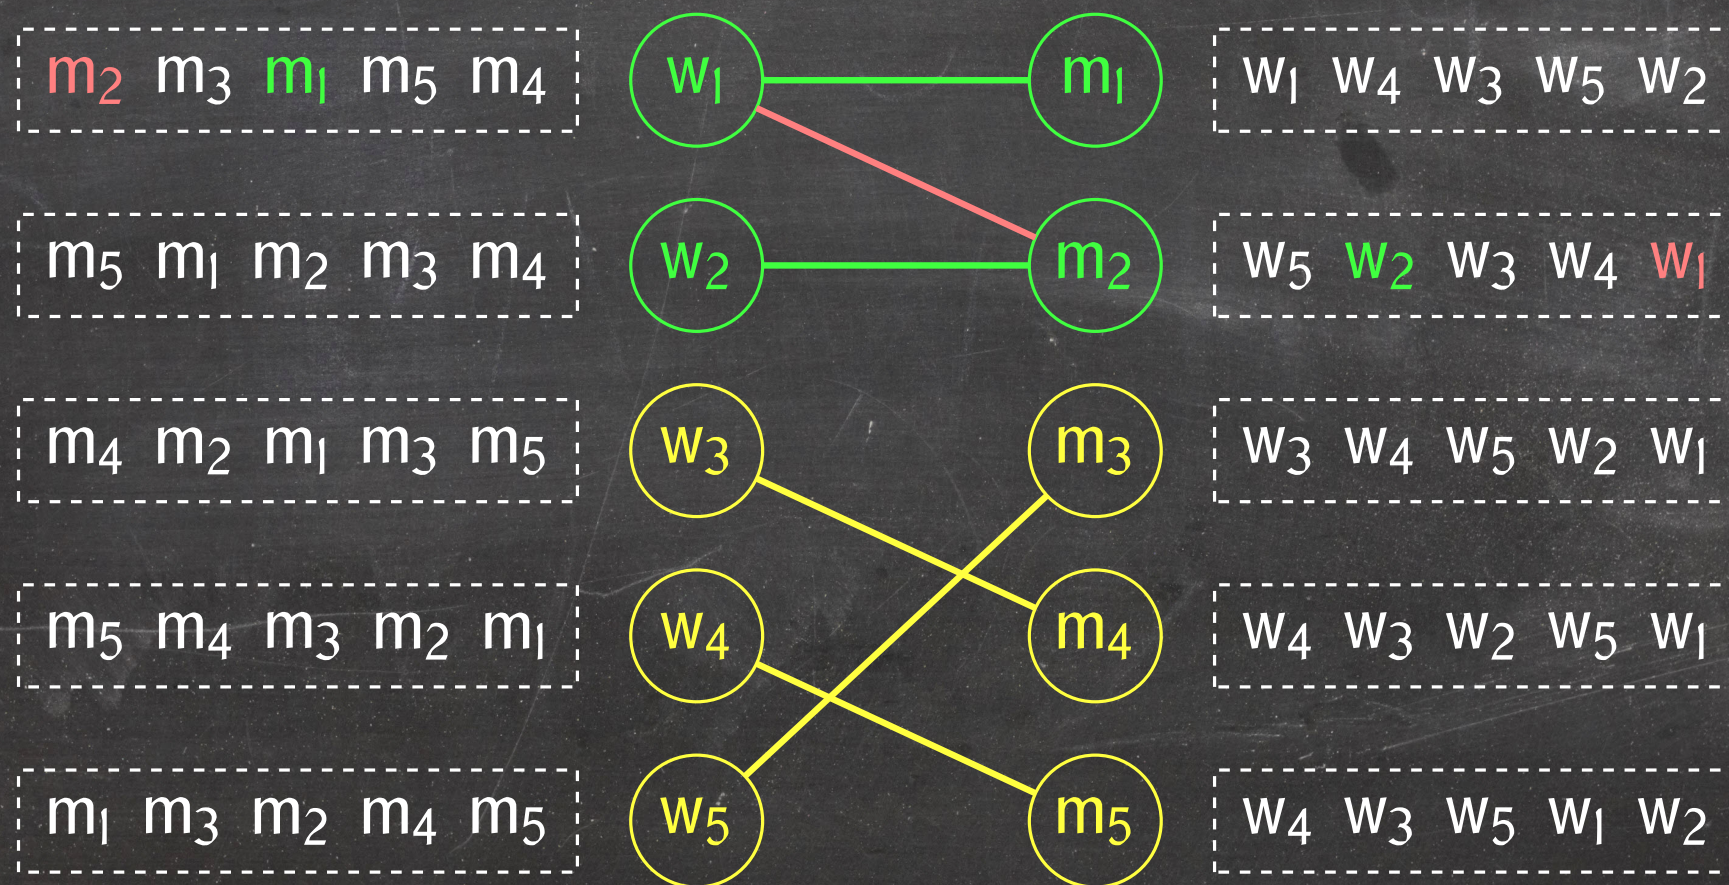 m₂ m₃ m₁ m₅ m₄ w₁ m₁ w₁ w₄ w₃ w₅ w₂
m₅ m₁ m₂ m₃ m₄ w₂ m₂ w₅ w₂ w₃ w₄ w₁
m₄ m₂ m₁ m₃ m₅ w₃ m₃ w₃ w₄ w₅ w₂ w₁
m₅ m₄ m₃ m₂ m₁ w₄ m₄ w₄ w₃ w₂ w₅ w₁
m₁ m₃ m₂ m₄ m₅ w₅ m₅ w₄ w₃ w₅ w₁ w₂